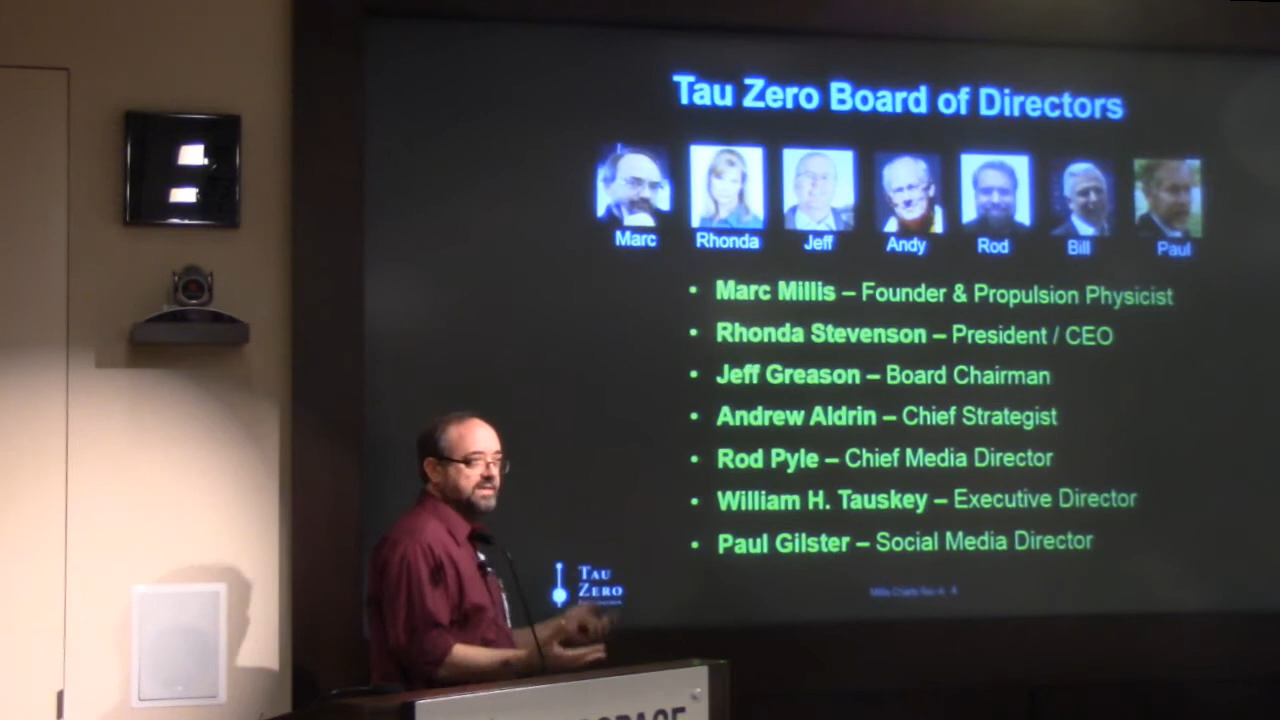 Tau Zero Board of Directors
Marc Rhonda Jeff Andy Rod Bill Paul
• Marc Millis – Founder & Propulsion Physicist
• Rhonda Stevenson – President / CEO
• Jeff Greason – Board Chairman
• Andrew Aldrin – Chief Strategist
• Rod Pyle – Chief Media Director
• William H. Tauskey – Executive Director
• Paul Gilster – Social Media Director
TAU
ZERO